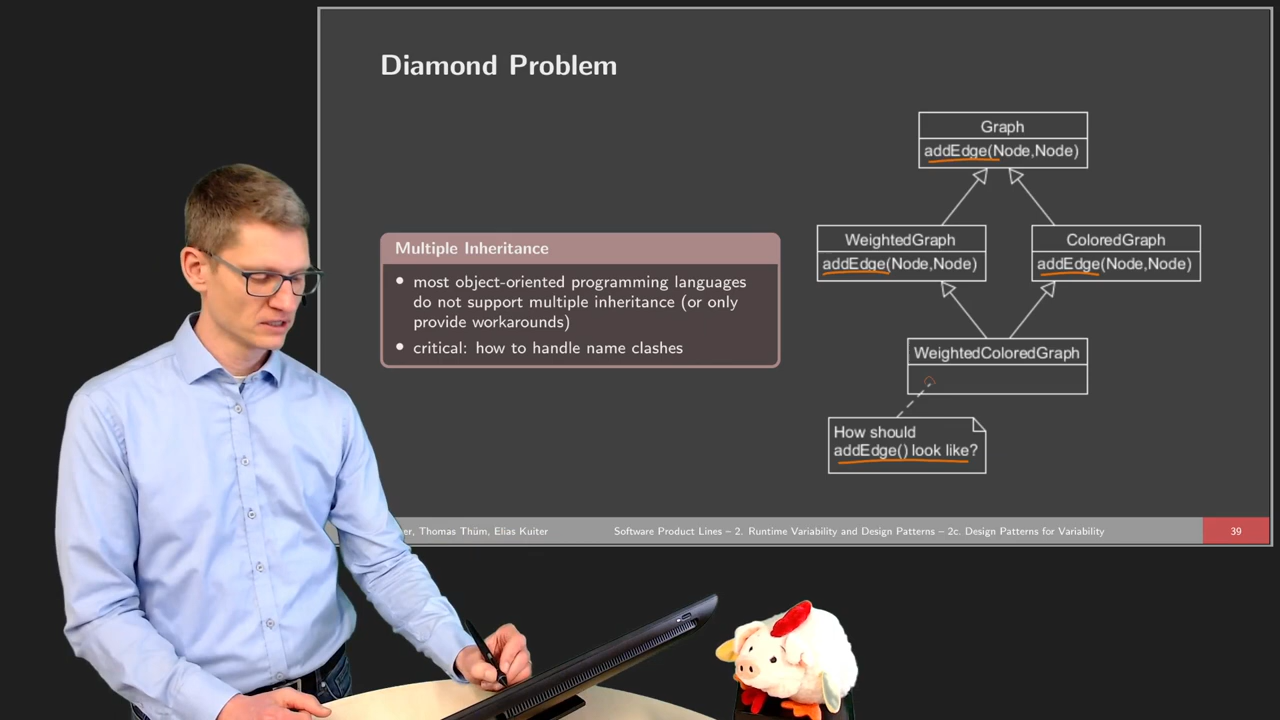 Diamond Problem
Multiple Inheritance
• most object-oriented programming languages
do not support multiple inheritance (or only
provide workarounds)
• critical: how to handle name clashes
Graph
addEdge(Node,Node)
WeightedGraph
addEdge(Node,Node)
ColoredGraph
addEdge(Node,Node)
WeightedColoredGraph
How should
addEdge() look like?
Thomas Thüm, Elias Kuiter
Software Product Lines – 2. Runtime Variability and Design Patterns – 2c. Design Patterns for Variability
39